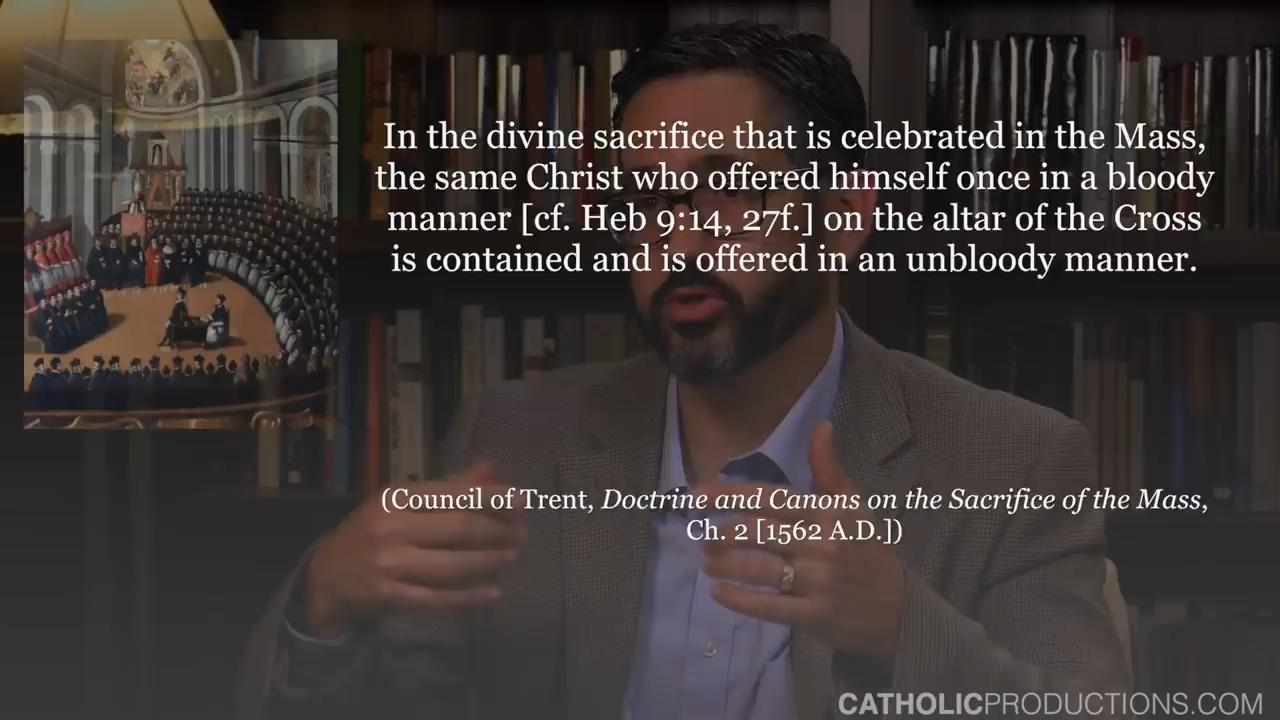 In the divine sacrifice that is celebrated in the Mass,
the same Christ who offered himself once in a bloody
manner [cf. Heb 9:14, 27f.] on the altar of the Cross
is contained and is offered in an unbloody manner.
(Council of Trent, Doctrine and Canons on the Sacrifice of the Mass,
Ch. 2 [1562 A.D.])
CATHOLICPRODUCTIONS.COM